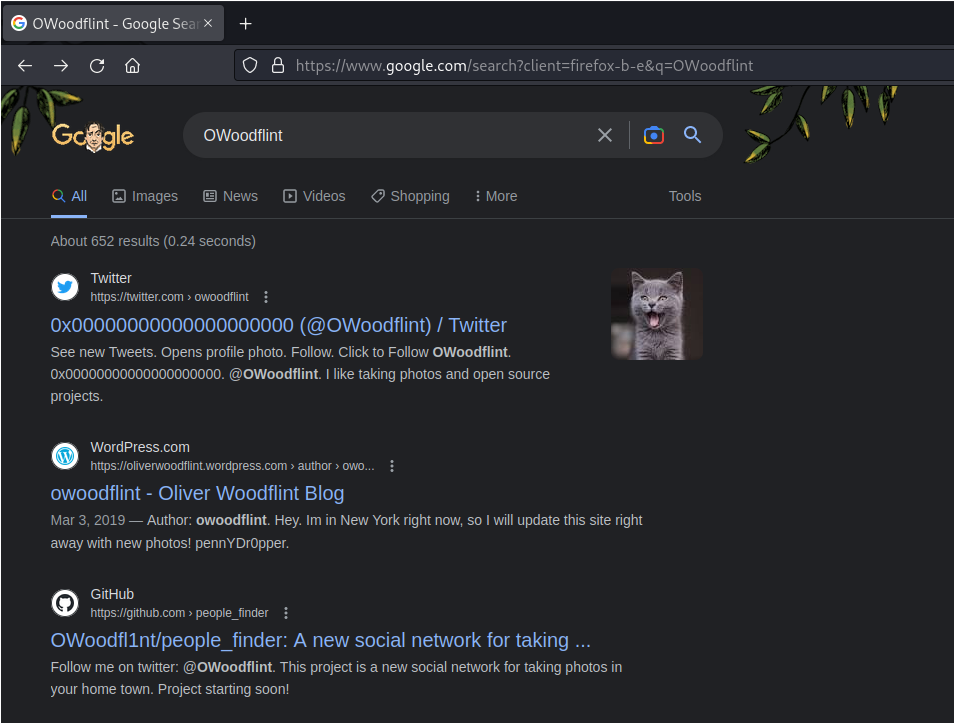 OWoodflint - Google Sear
https://www.google.com/search?client=firefox-b-e&q=OWoodflint
Google
OWoodflint
All Images News Videos Shopping More Tools
About 652 results (0.24 seconds)
Twitter
https://twitter.com › owoodflint
0x00000000000000000000 (@OWoodflint) / Twitter
See new Tweets. Opens profile photo. Follow. Click to Follow OWoodflint.
0x00000000000000000000. @OWoodflint. I like taking photos and open source
projects.
WordPress.com
https://oliverwoodflint.wordpress.com › author › owo...
owoodflint - Oliver Woodflint Blog
Mar 3, 2019 — Author: owoodflint. Hey. Im in New York right now, so I will update this site right
away with new photos! pennYDr0pper.
GitHub
https://github.com › people_finder
OWoodfl1nt/people_finder: A new social network for taking ...
Follow me on twitter: @OWoodflint. This project is a new social network for taking photos in
your home town. Project starting soon!